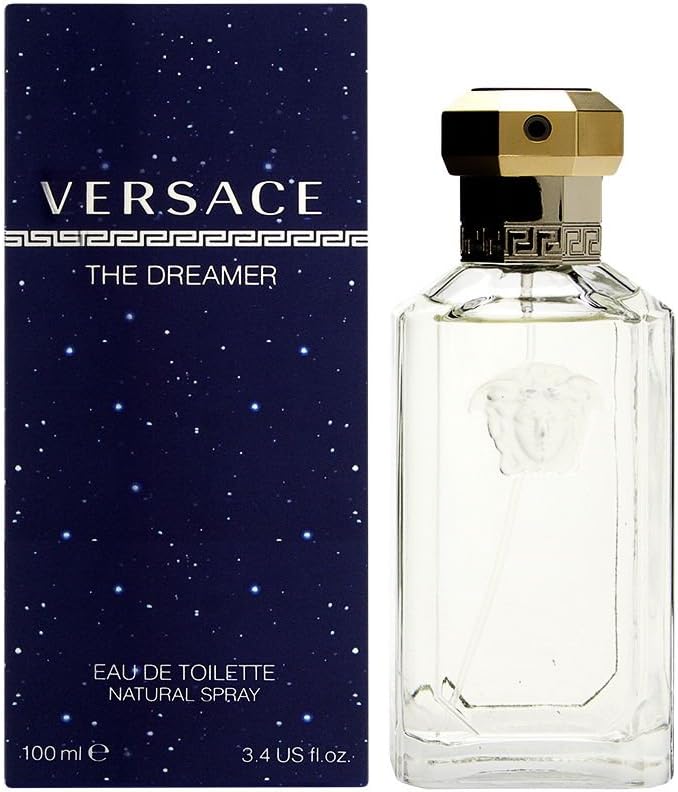 VERSACE
THE DREAMER
EAU DE TOILETTE
NATURAL SPRAY
100 ml ℮ 3.4 US fl.oz.